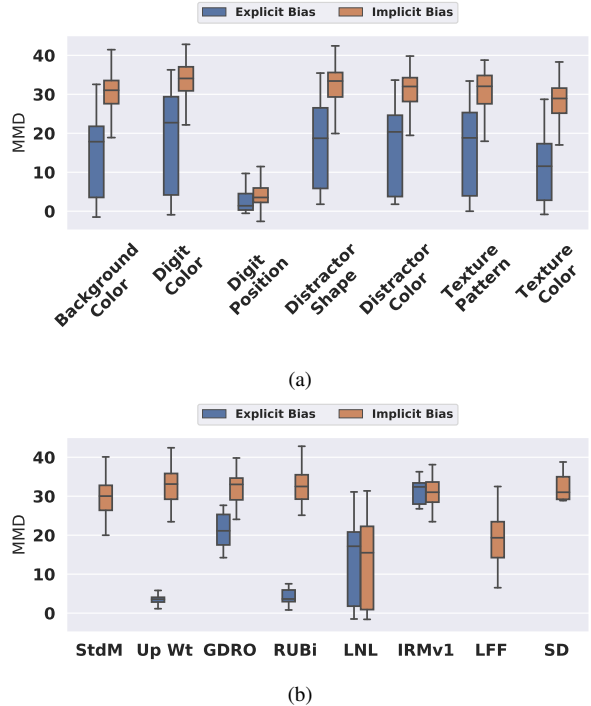 Explicit Bias Implicit Bias
MMD
40
30
20
10
0
Background Color
Digit Color
Digit Position
Distractor Shape
Distractor Color
Texture Pattern
Texture Color
(a)
Explicit Bias Implicit Bias
MMD
40
30
20
10
0
StdM Up Wt GDRO RUBi LNL IRMv1 LFF SD
(b)